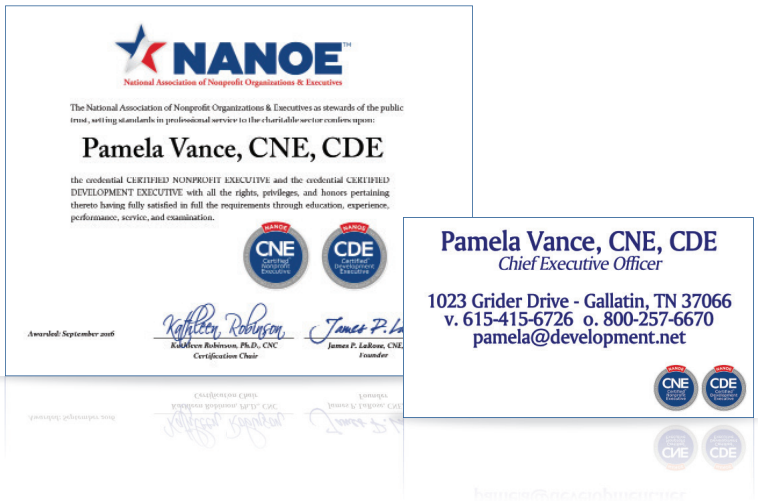 NANOE™
National Association of Nonprofit Organizations & Executives
The National Association of Nonprofit Organizations & Executives as stewards of the public
trust, setting standards in professional service to the charitable sector confers upon:
Pamela Vance, CNE, CDE
the credential CERTIFIED NONPROFIT EXECUTIVE and the credential CERTIFIED
DEVELOPMENT EXECUTIVE with all the rights, privileges, and honors pertaining
thereto having fully satisfied in full the requirements through education, experience,
performance, service, and examination.
NANOE
CNE
Certified
Nonprofit
Executive
NANOE
CDE
Certified
Development
Executive
Awarded: September 2016
Kathleen Robinson,
James P. La
Kathleen Robinson, Ph.D., CNC
Certification Chair
James P. LaRose, CNE,
Founder
Pamela Vance, CNE, CDE
Chief Executive Officer
1023 Grider Drive - Gallatin, TN 37066
v. 615-415-6726 o. 800-257-6670
pamela@development.net
NANOE
CNE
Certified
Nonprofit
Executive
NANOE
CDE
Certified
Development
Executive